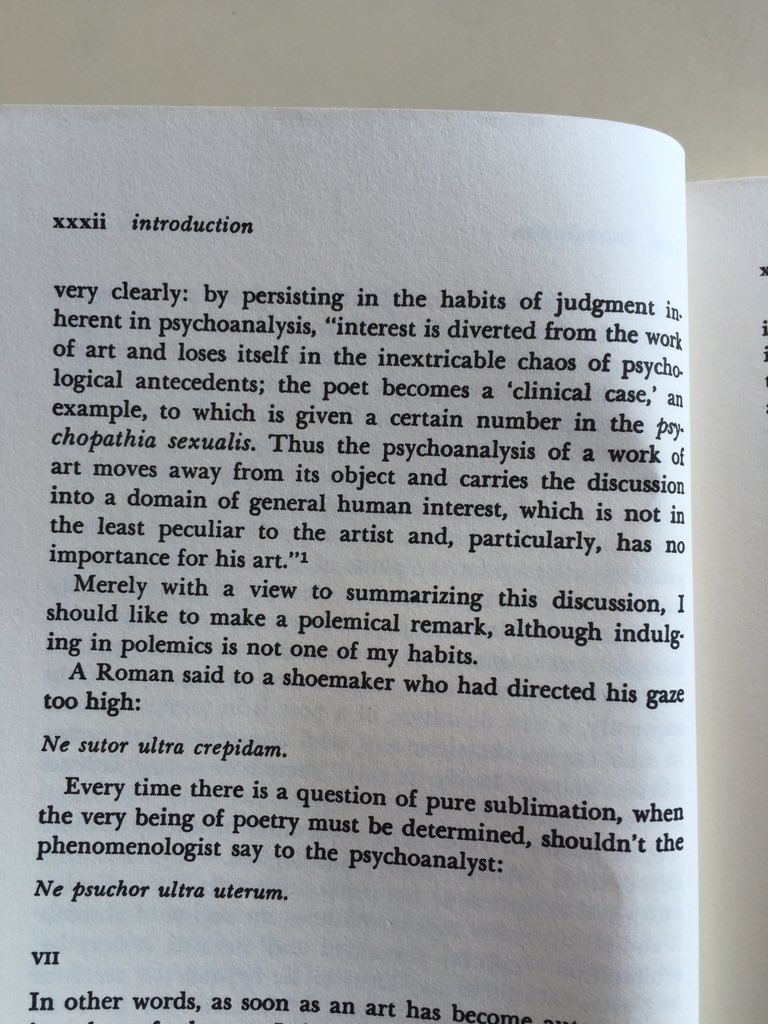 xxxii introduction
very clearly: by persisting in the habits of judgment in-
herent in psychoanalysis, “interest is diverted from the work
of art and loses itself in the inextricable chaos of psycho-
logical antecedents; the poet becomes a ‘clinical case,’ an
example, to which is given a certain number in the psy-
chopathia sexualis. Thus the psychoanalysis of a work of
art moves away from its object and carries the discussion
into a domain of general human interest, which is not in
the least peculiar to the artist and, particularly, has no
importance for his art.”¹
Merely with a view to summarizing this discussion, I
should like to make a polemical remark, although indulg-
ing in polemics is not one of my habits.
A Roman said to a shoemaker who had directed his gaze
too high:
Ne sutor ultra crepidam.
Every time there is a question of pure sublimation, when
the very being of poetry must be determined, shouldn’t the
phenomenologist say to the psychoanalyst:
Ne psuchor ultra uterum.
VII
In other words, as soon as an art has become